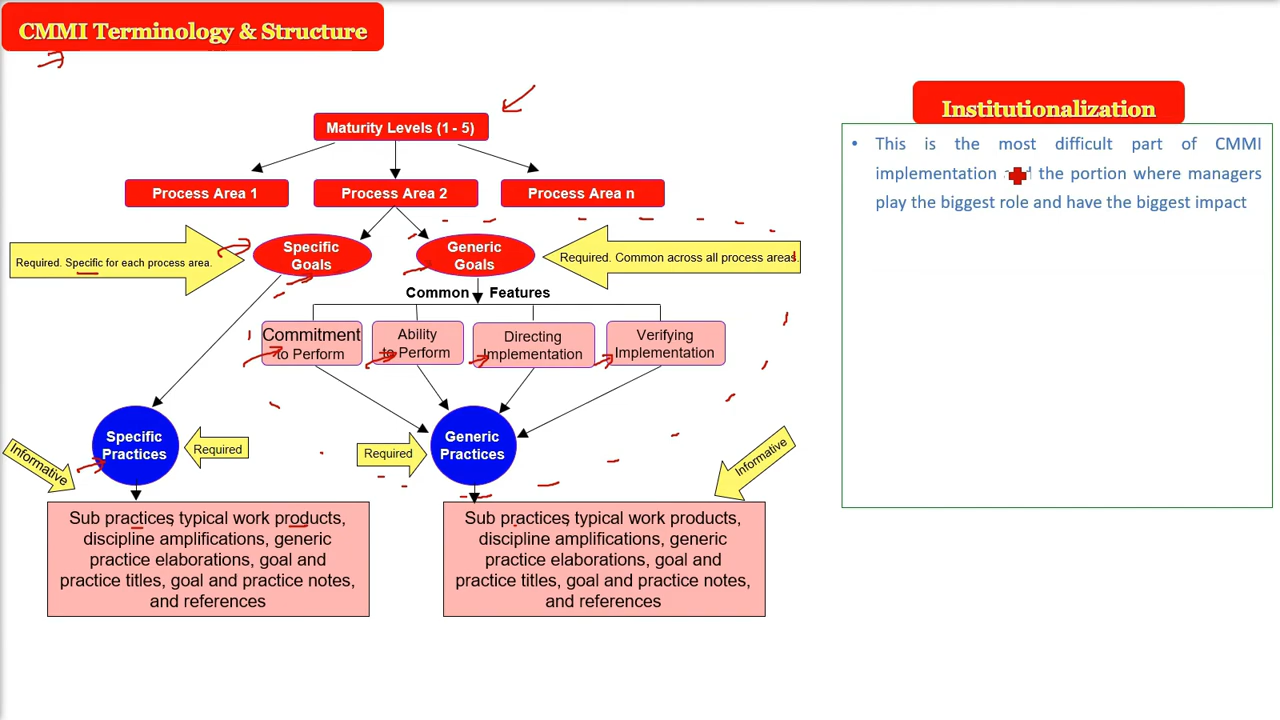 CMMI Terminology & Structure
Maturity Levels (1 - 5)
Process Area 1
Process Area 2
Process Area n
Required. Specific for each process area.
Specific
Goals
Generic
Goals
Required. Common across all process areas.
Common Features
Commitment
to Perform
Ability
to Perform
Directing
Implementation
Verifying
Implementation
Informative
Specific
Practices
Required
Required
Generic
Practices
Informative
Sub practices, typical work products,
discipline amplifications, generic
practice elaborations, goal and
practice titles, goal and practice notes,
and references
Sub practices, typical work products,
discipline amplifications, generic
practice elaborations, goal and
practice titles, goal and practice notes,
and references
Institutionalization
• This is the most difficult part of CMMI
implementation the portion where managers
play the biggest role and have the biggest impact